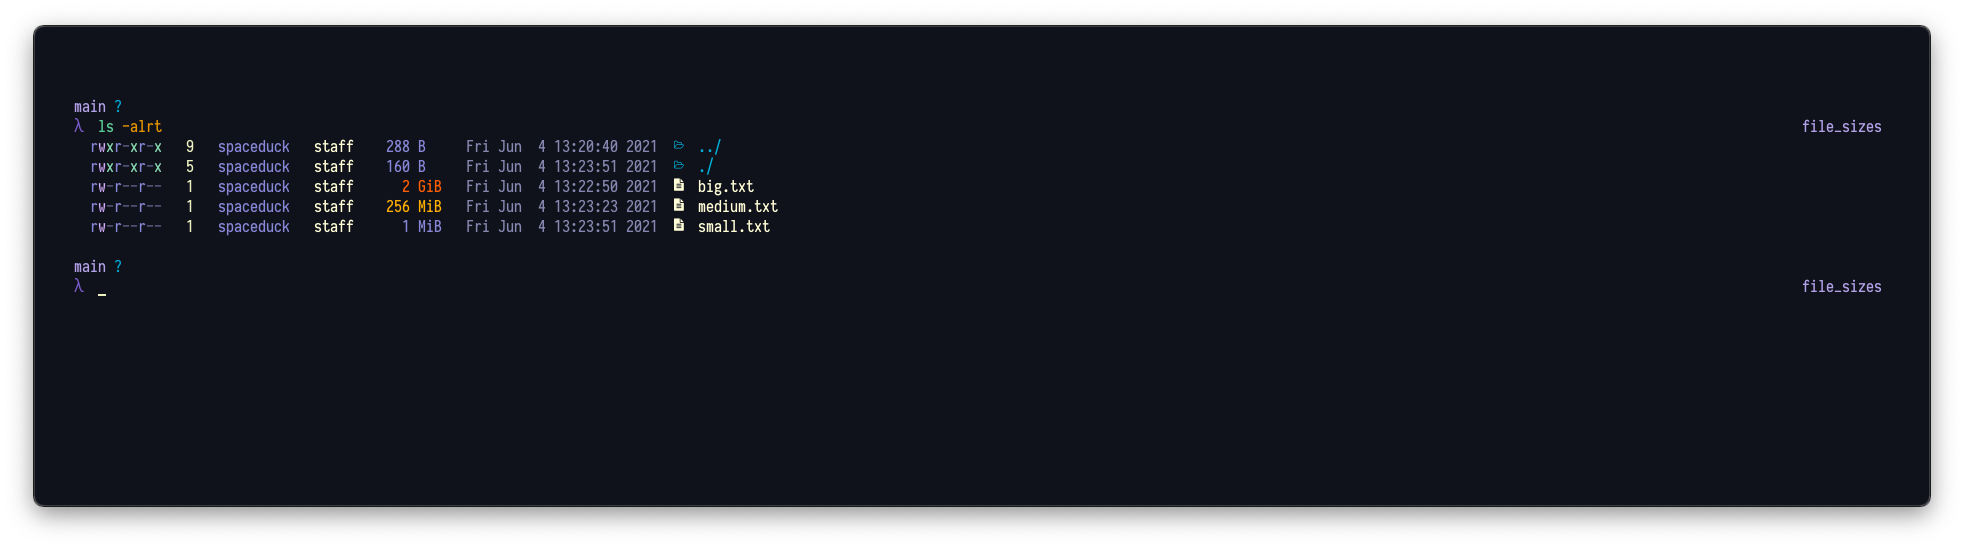 main ?
λ ls -alrt file_sizes
rwxr-xr-x 9 spaceduck staff 288 B Fri Jun 4 13:20:40 2021 ../
rwxr-xr-x 5 spaceduck staff 160 B Fri Jun 4 13:23:51 2021 ./
rw-r--r-- 1 spaceduck staff 2 GiB Fri Jun 4 13:22:50 2021 big.txt
rw-r--r-- 1 spaceduck staff 256 MiB Fri Jun 4 13:23:23 2021 medium.txt
rw-r--r-- 1 spaceduck staff 1 MiB Fri Jun 4 13:23:51 2021 small.txt
main ?
λ _ file_sizes